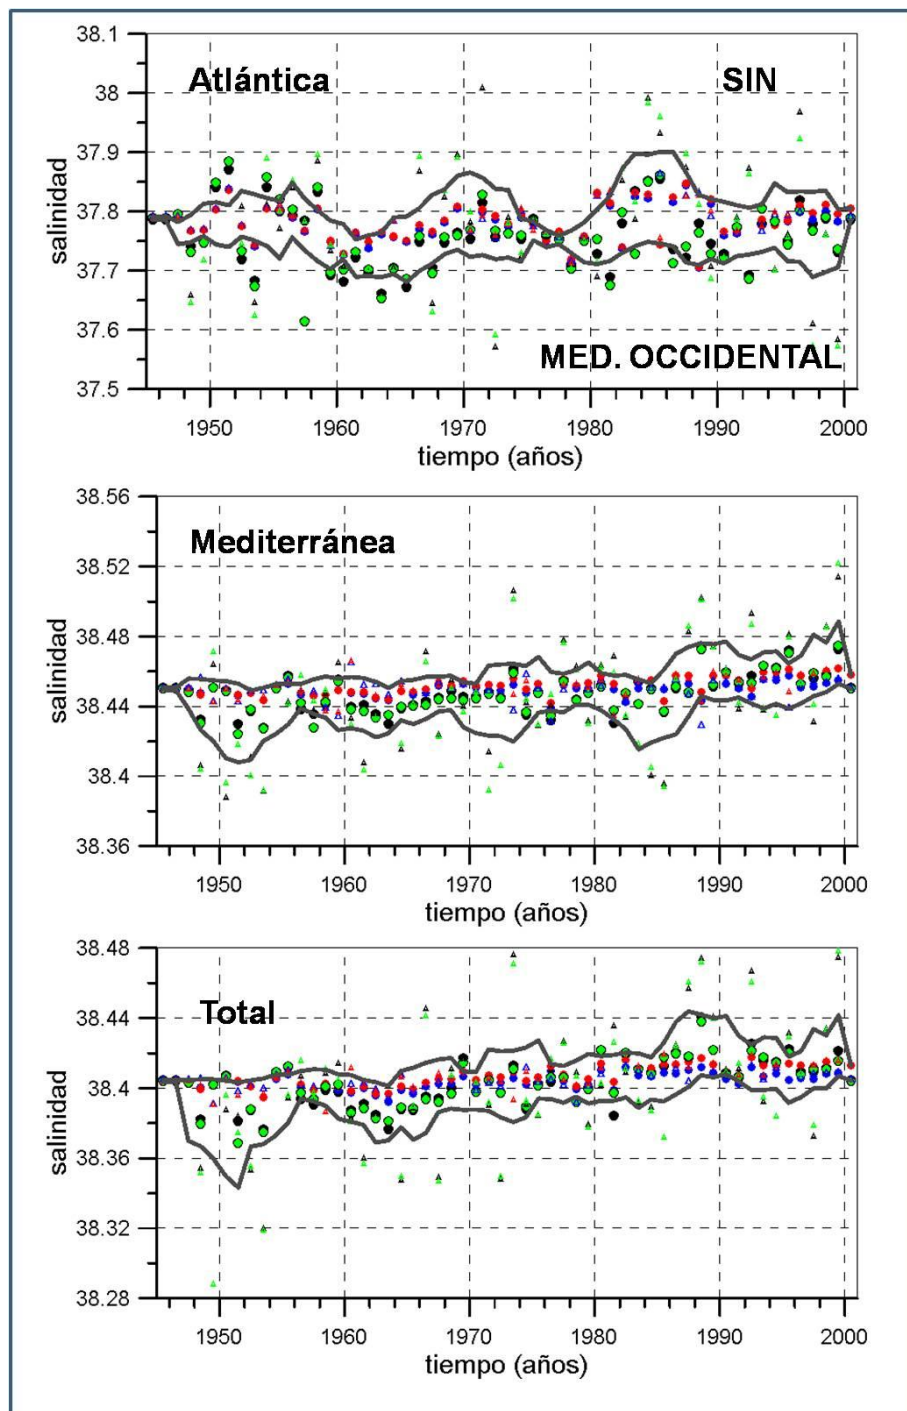 38.1
Atlántica
SIN
38
37.9
37.8
37.7
37.6
37.5
MED. OCCIDENTAL
salinidad
1950 1960 1970 1980 1990 2000
tiempo (años)
38.56
Mediterránea
38.52
38.48
38.44
38.4
38.36
salinidad
1950 1960 1970 1980 1990 2000
tiempo (años)
38.48
Total
38.44
38.4
38.36
38.32
38.28
salinidad
1950 1960 1970 1980 1990 2000
tiempo (años)